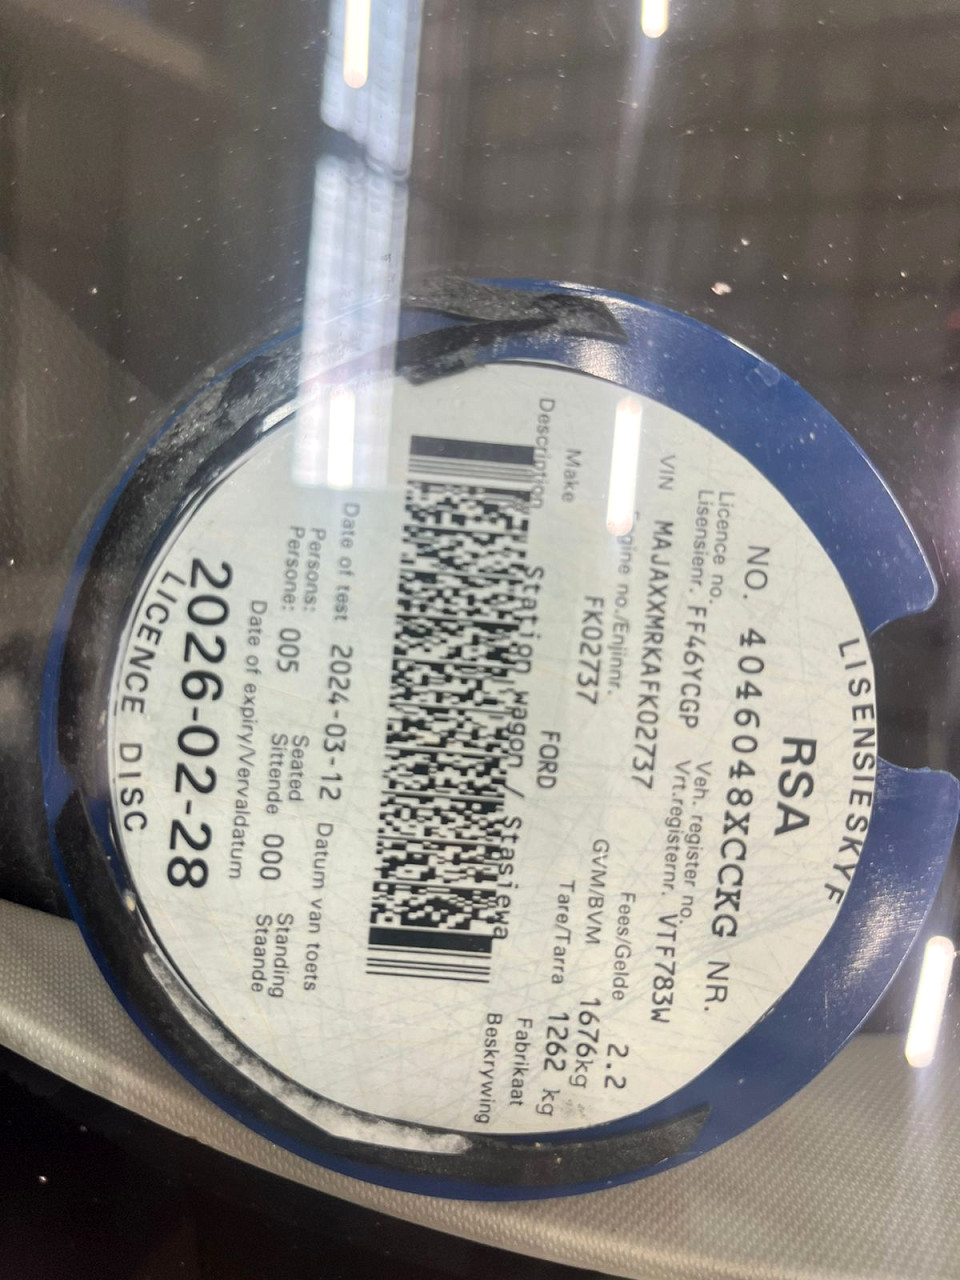 LISENSIESKYF
RSA
NO. 4046048XCCKG NR.
Licence no. Veh. register no.
Lisensienr. FF46YCGP Vrt.registernr. VTF783W
VIN MAJAXXMRKAFK02737
Engine no./Enjinnr. Fees/Gelde 2.2
FK02737 GVM/BVM 1676kg
Make FORD Tare/Tarra 1262 kg
Fabrikaat
Description Station wagon / Stasiewa Beskrywing
Date of test 2024-03-12 Datum van toets
Persons: Seated Standing
Persone: 005 Sittende 000 Staande
Date of expiry/Vervaldatum
2026-02-28
LICENCE DISC